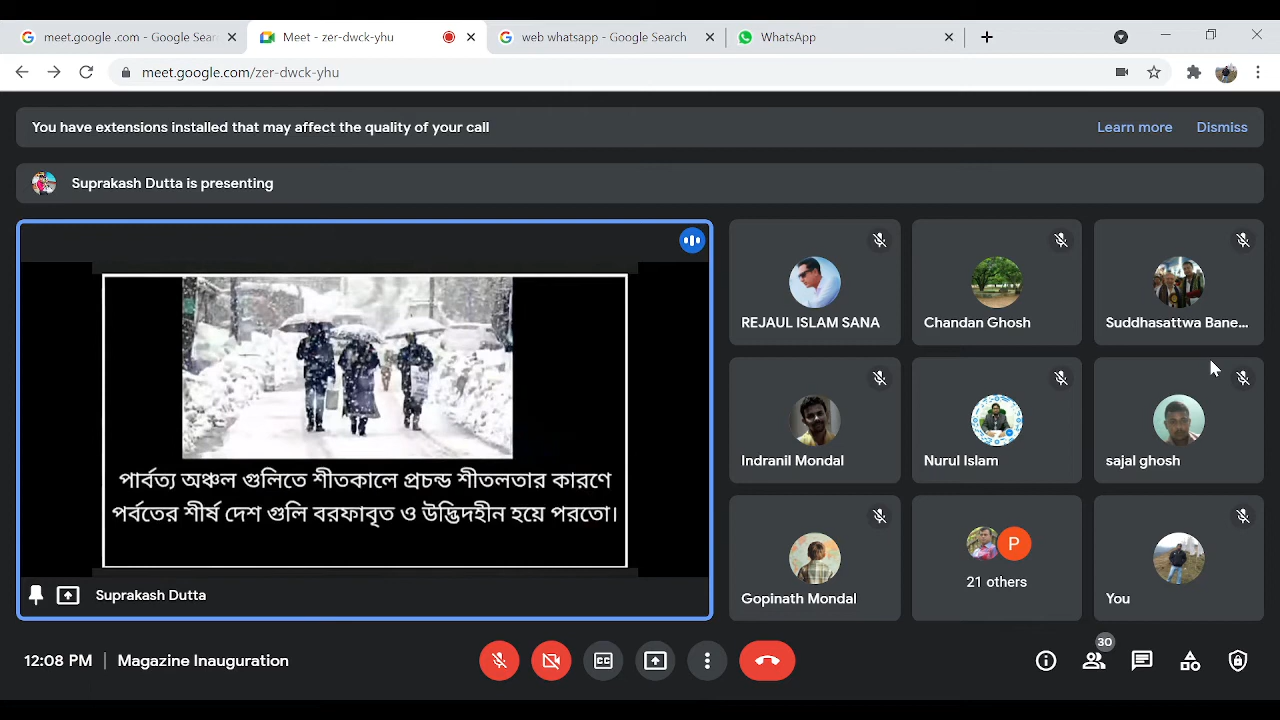 meet.google .com - Google Sear
Meet - zer-dwck-yhu
web whatsapp - Google Search
WhatsApp
meet.google.com/zer-dwck-yhu
You have extensions installed that may affect the quality of your call
Learn more
Dismiss
Suprakash Dutta is presenting
REJAUL ISLAM SANA
Chandan Ghosh
Suddhasattwa Bane...
Indranil Mondal
Nurul Islam
sajal ghosh
পার্বত্য অঞ্চল গুলিতে শীতকালে প্রচন্ড শীতলতার কারণে
পর্বতের শীর্ষ দেশ গুলি বরফাবৃত ও উদ্ভিদহীন হয়ে পরতো।
Suprakash Dutta
Gopinath Mondal
P
21 others
You
12:08 PM | Magazine Inauguration
CC
30